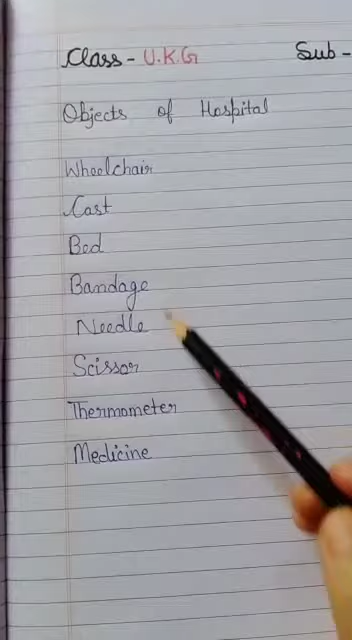 Class - U.K.G Sub -
Objects of Hospital
Wheelchair
Cast
Bed
Bandage
Needle
Scissor
Thermometer
Medicine